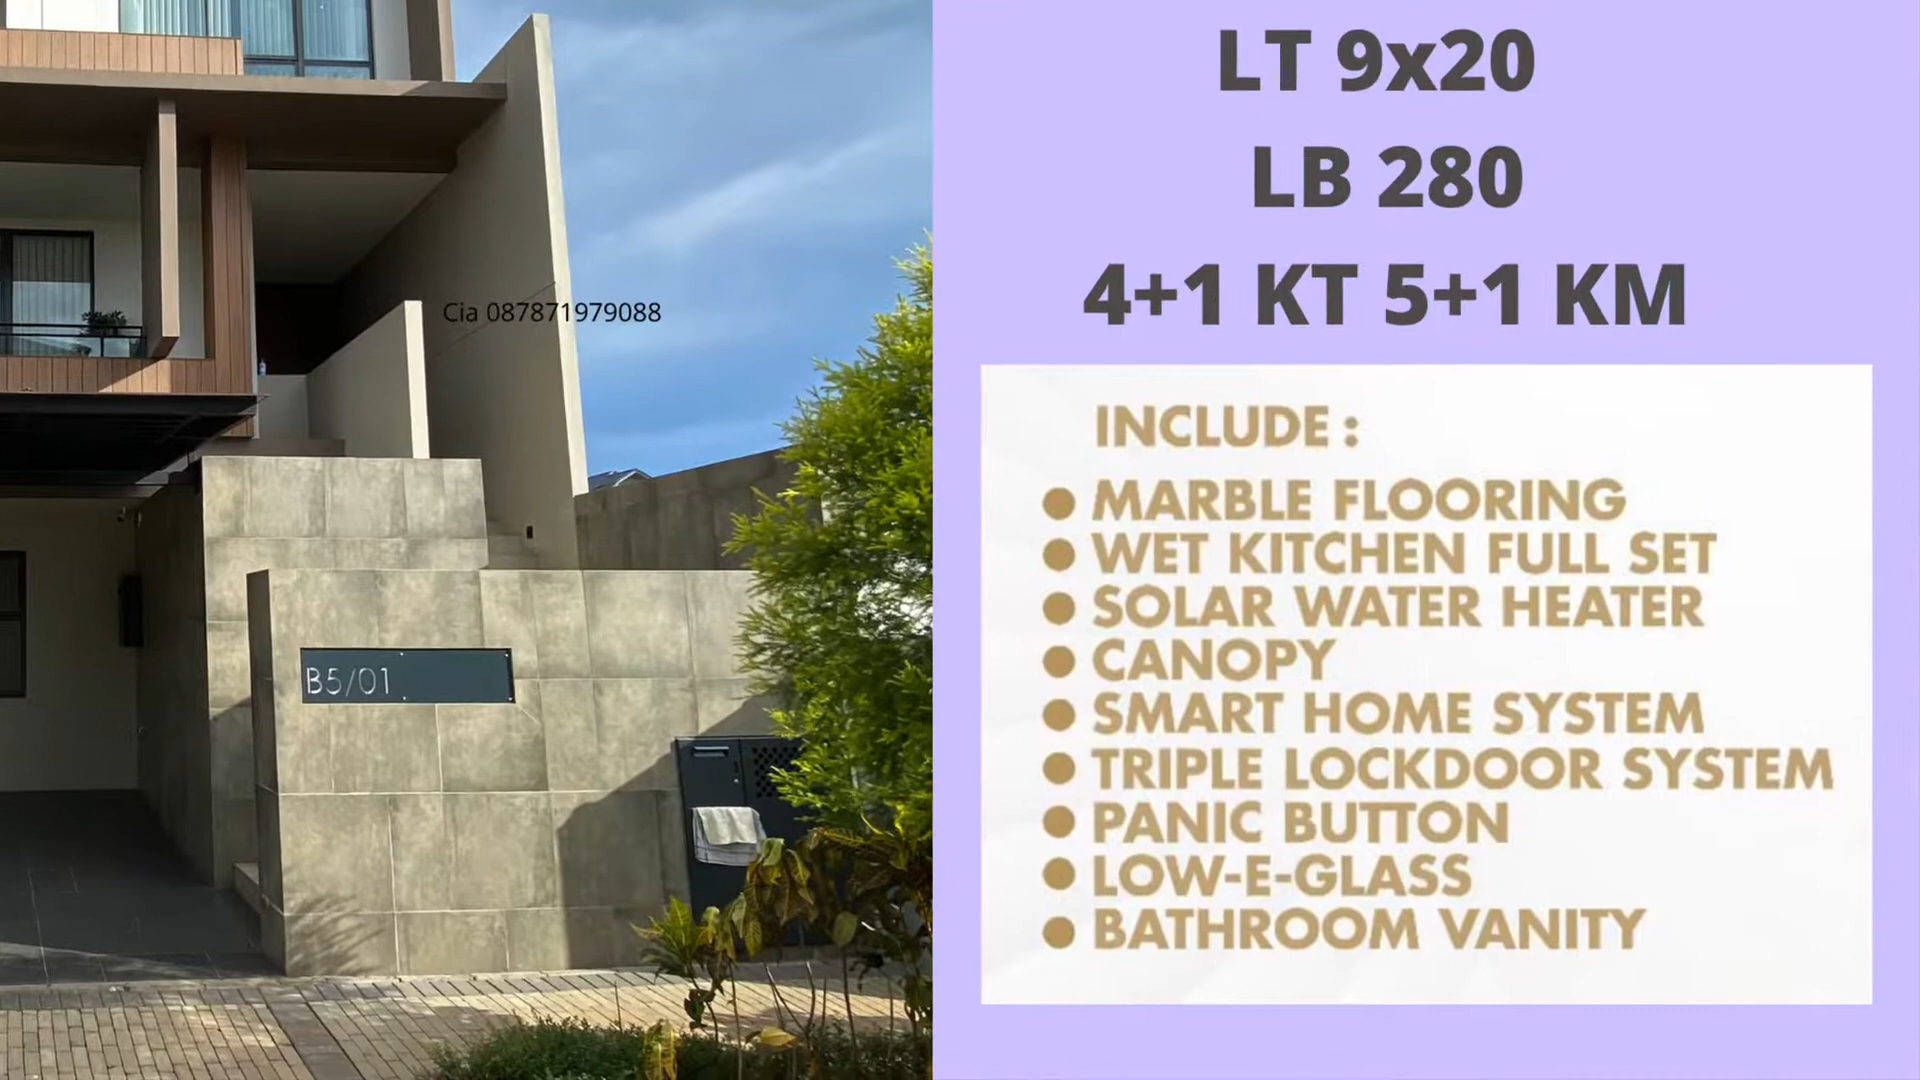 Cia 087871979088
B5/01
LT 9x20
LB 280
4+1 KT 5+1 KM
INCLUDE :
● MARBLE FLOORING
● WET KITCHEN FULL SET
● SOLAR WATER HEATER
● CANOPY
● SMART HOME SYSTEM
● TRIPLE LOCKDOOR SYSTEM
● PANIC BUTTON
● LOW-E-GLASS
● BATHROOM VANITY